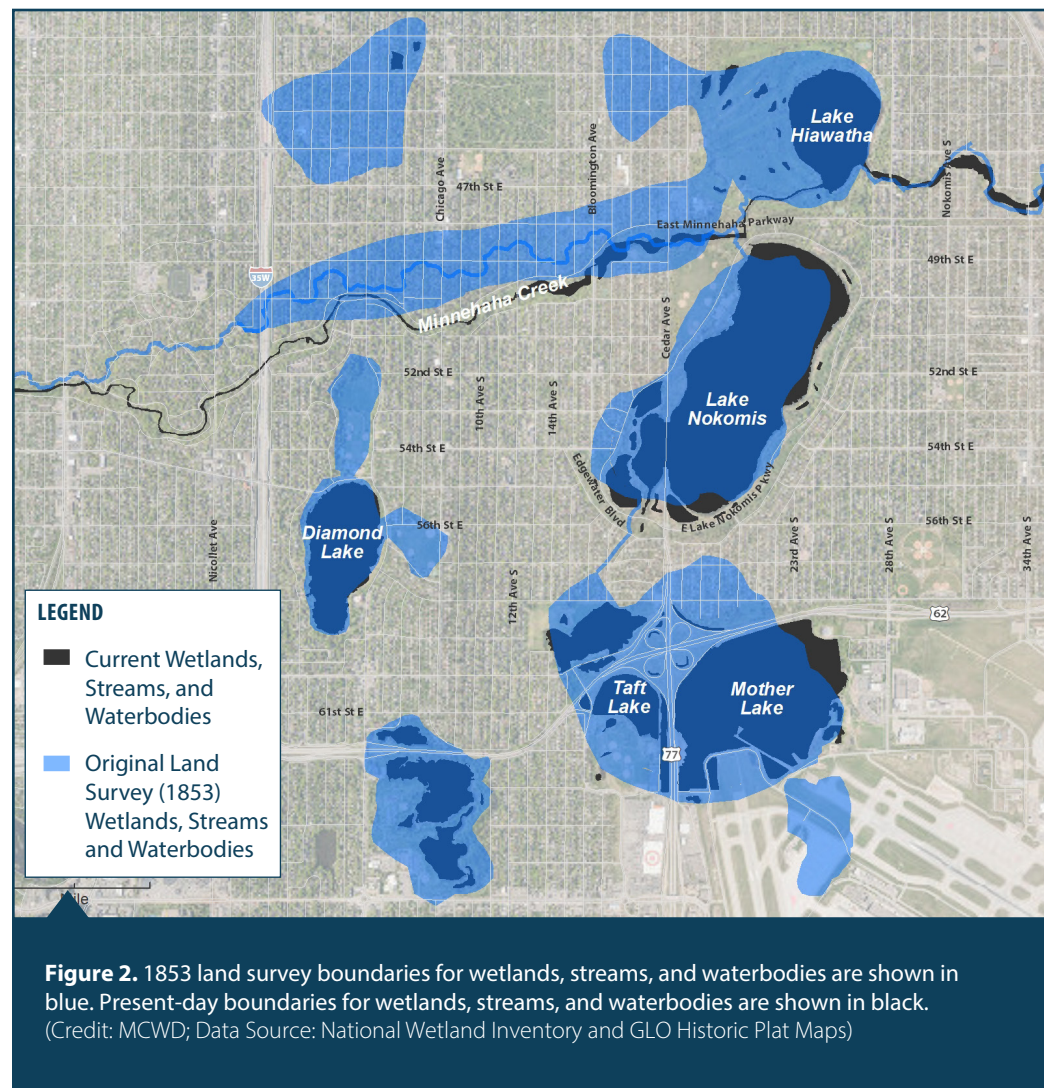 Lake
Hiawatha
Chicago Ave
Bloomington Ave
Nokomis Ave S
47th St E
East Minnehaha Parkway
49th St E
35W
Minnehaha Creek
Cedar Ave S
52nd St E
52nd St E
10th Ave S
14th Ave S
Lake
Nokomis
54th St E
54th St E
Edgewater Blvd
E Lake Nokomis Pkwy
Diamond
Lake
56th St E
56th St E
Nicollet Ave
12th Ave S
23rd Ave S
28th Ave S
34th Ave S
62
LEGEND
Current Wetlands,
Streams, and
Waterbodies
Original Land
Survey (1853)
Wetlands, Streams
and Waterbodies
Taft
Lake
Mother
Lake
61st St E
77
Figure 2. 1853 land survey boundaries for wetlands, streams, and waterbodies are shown in
blue. Present-day boundaries for wetlands, streams, and waterbodies are shown in black.
(Credit: MCWD; Data Source: National Wetland Inventory and GLO Historic Plat Maps)